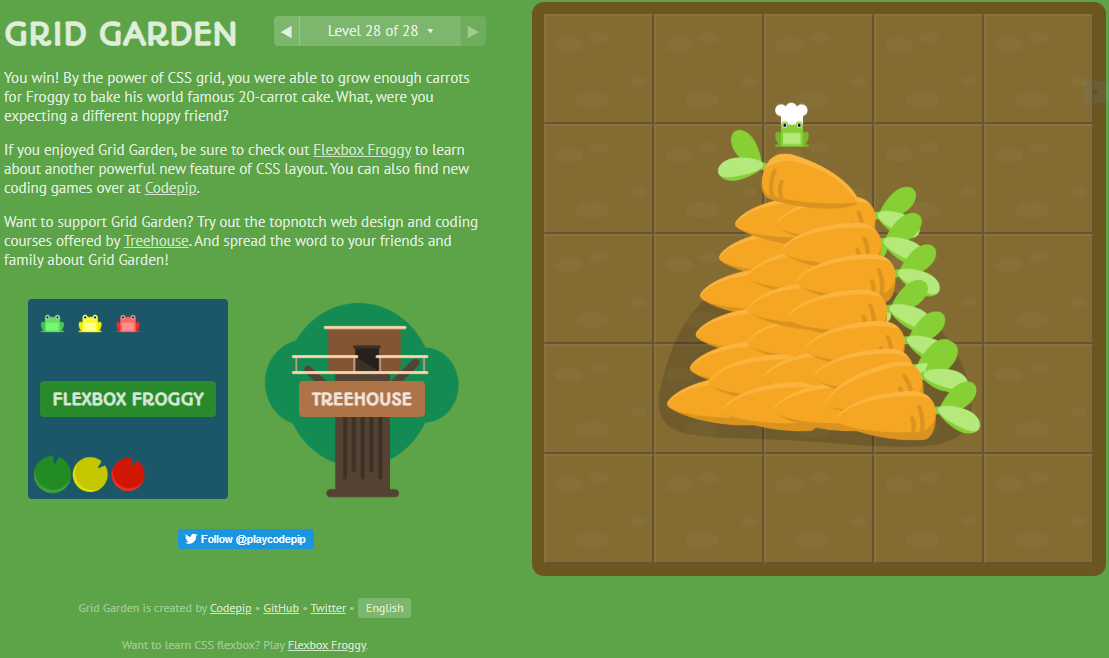 GRID GARDEN
◀ Level 28 of 28 ▼ ▶
You win! By the power of CSS grid, you were able to grow enough carrots
for Froggy to bake his world famous 20-carrot cake. What, were you
expecting a different hoppy friend?
If you enjoyed Grid Garden, be sure to check out Flexbox Froggy to learn
about another powerful new feature of CSS layout. You can also find new
coding games over at Codepip.
Want to support Grid Garden? Try out the topnotch web design and coding
courses offered by Treehouse. And spread the word to your friends and
family about Grid Garden!
FLEXBOX FROGGY
TREEHOUSE
Follow @playcodepip
Grid Garden is created by Codepip • GitHub • Twitter • English
Want to learn CSS flexbox? Play Flexbox Froggy.